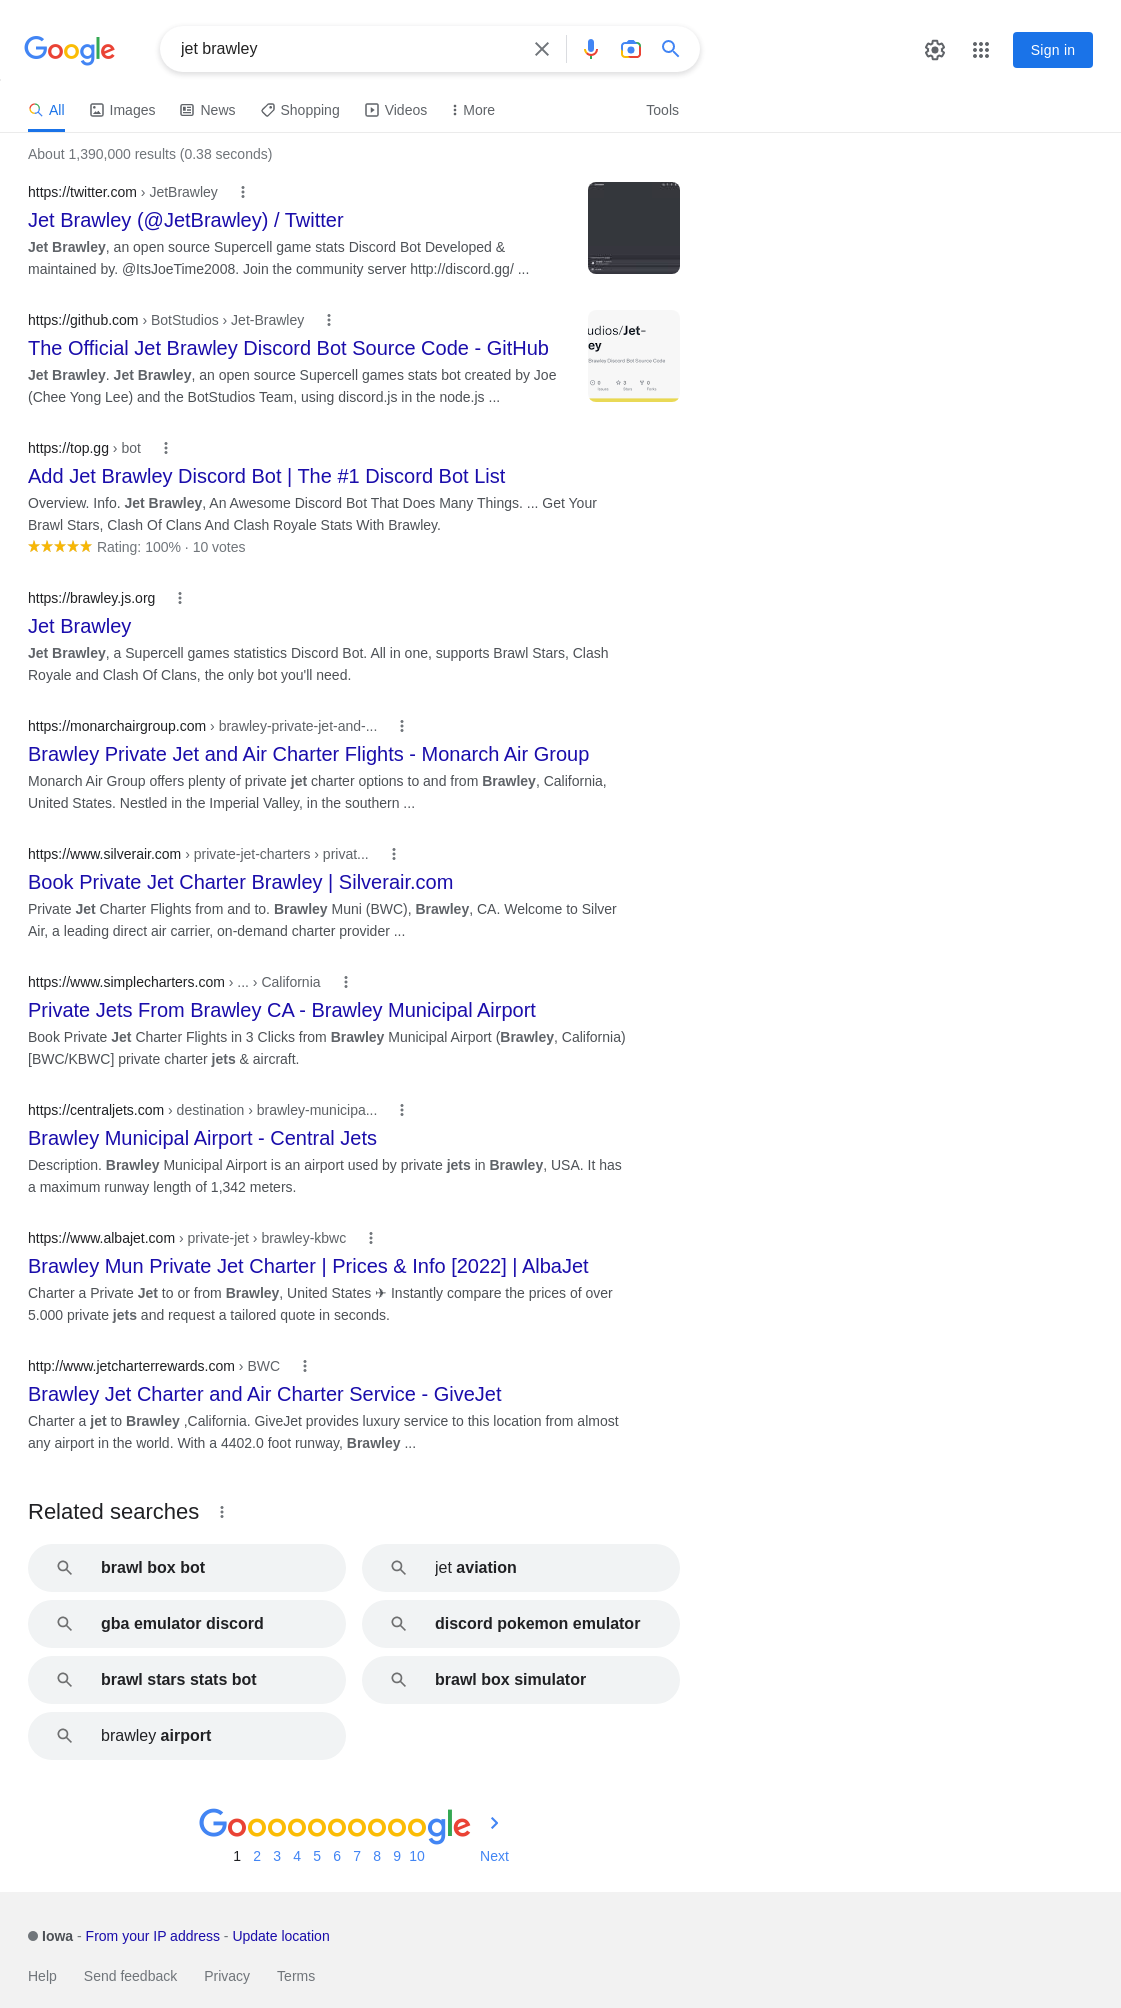 Google
jet brawley
Sign in
All
Images
News
Shopping
Videos
More
Tools
About 1,390,000 results (0.38 seconds)
https://twitter.com › JetBrawley
Jet Brawley (@JetBrawley) / Twitter
Jet Brawley, an open source Supercell game stats Discord Bot Developed &
maintained by. @ItsJoeTime2008. Join the community server http://discord.gg/ ...
https://github.com › BotStudios › Jet-Brawley
The Official Jet Brawley Discord Bot Source Code - GitHub
Jet Brawley. Jet Brawley, an open source Supercell games stats bot created by Joe
(Chee Yong Lee) and the BotStudios Team, using discord.js in the node.js ...
udios/Jet-
ey
Brawley Discord Bot Source Code
https://top.gg › bot
Add Jet Brawley Discord Bot | The #1 Discord Bot List
Overview. Info. Jet Brawley, An Awesome Discord Bot That Does Many Things. ... Get Your
Brawl Stars, Clash Of Clans And Clash Royale Stats With Brawley.
Rating: 100% · 10 votes
https://brawley.js.org
Jet Brawley
Jet Brawley, a Supercell games statistics Discord Bot. All in one, supports Brawl Stars, Clash
Royale and Clash Of Clans, the only bot you'll need.
https://monarchairgroup.com › brawley-private-jet-and-...
Brawley Private Jet and Air Charter Flights - Monarch Air Group
Monarch Air Group offers plenty of private jet charter options to and from Brawley, California,
United States. Nestled in the Imperial Valley, in the southern ...
https://www.silverair.com › private-jet-charters › privat...
Book Private Jet Charter Brawley | Silverair.com
Private Jet Charter Flights from and to. Brawley Muni (BWC), Brawley, CA. Welcome to Silver
Air, a leading direct air carrier, on-demand charter provider ...
https://www.simplecharters.com › ... › California
Private Jets From Brawley CA - Brawley Municipal Airport
Book Private Jet Charter Flights in 3 Clicks from Brawley Municipal Airport (Brawley, California)
[BWC/KBWC] private charter jets & aircraft.
https://centraljets.com › destination › brawley-municipa...
Brawley Municipal Airport - Central Jets
Description. Brawley Municipal Airport is an airport used by private jets in Brawley, USA. It has
a maximum runway length of 1,342 meters.
https://www.albajet.com › private-jet › brawley-kbwc
Brawley Mun Private Jet Charter | Prices & Info [2022] | AlbaJet
Charter a Private Jet to or from Brawley, United States ✈ Instantly compare the prices of over
5.000 private jets and request a tailored quote in seconds.
http://www.jetcharterrewards.com › BWC
Brawley Jet Charter and Air Charter Service - GiveJet
Charter a jet to Brawley ,California. GiveJet provides luxury service to this location from almost
any airport in the world. With a 4402.0 foot runway, Brawley ...
Related searches
brawl box bot
jet aviation
gba emulator discord
discord pokemon emulator
brawl stars stats bot
brawl box simulator
brawley airport
Goooooooooogle
1 2 3 4 5 6 7 8 9 10 Next
Iowa - From your IP address - Update location
Help
Send feedback
Privacy
Terms